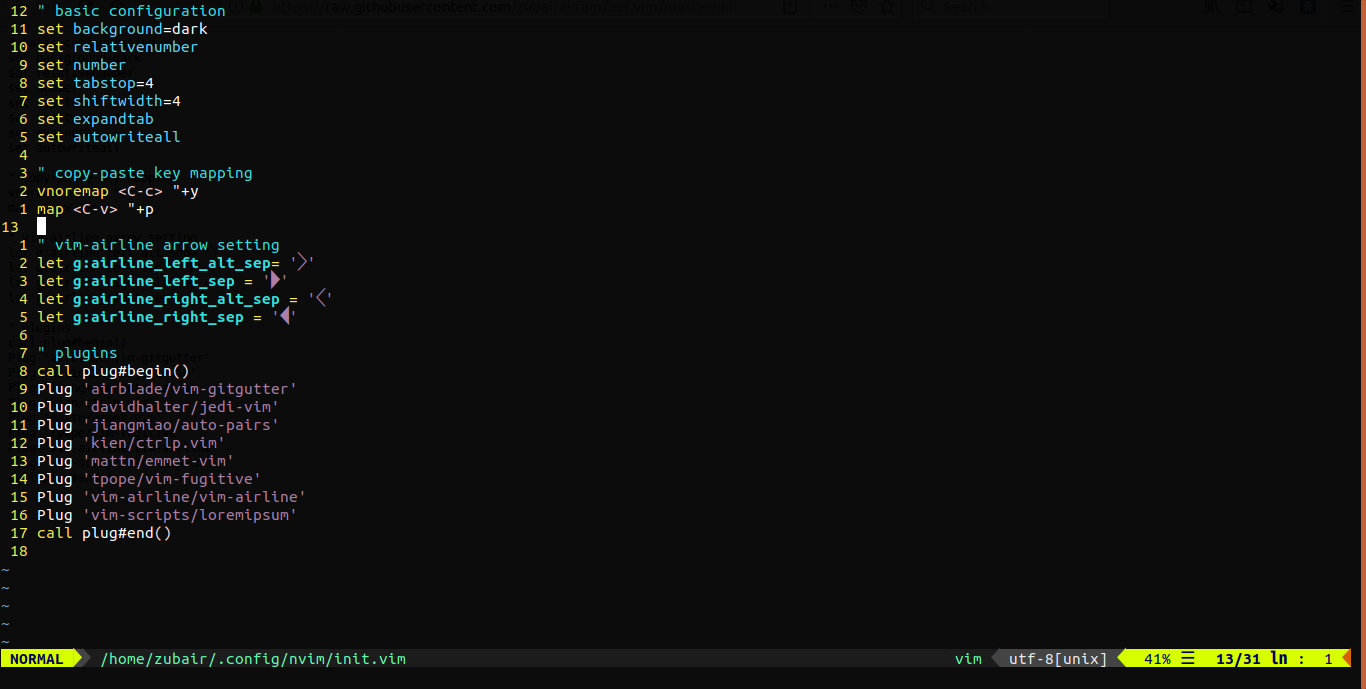 https://raw.githubusercontent.com/
Search
12 " basic configuration
11 set background=dark
10 set relativenumber
9 set number
8 set tabstop=4
7 set shiftwidth=4
6 set expandtab
5 set autowriteall
4
3 " copy-paste key mapping
2 vnoremap <C-c> "+y
1 map <C-v> "+p
13
1 " vim-airline arrow setting
2 let g:airline_left_alt_sep= ''
3 let g:airline_left_sep = ''
4 let g:airline_right_alt_sep = ''
5 let g:airline_right_sep = ''
6
7 " plugins
8 call plug#begin()
9 Plug 'airblade/vim-gitgutter'
10 Plug 'davidhalter/jedi-vim'
11 Plug 'jiangmiao/auto-pairs'
12 Plug 'kien/ctrlp.vim'
13 Plug 'mattn/emmet-vim'
14 Plug 'tpope/vim-fugitive'
15 Plug 'vim-airline/vim-airline'
16 Plug 'vim-scripts/loremipsum'
17 call plug#end()
18
~
~
~
~
~
NORMAL /home/zubair/.config/nvim/init.vim vim utf-8[unix] 41% ☰ 13/31 ln : 1